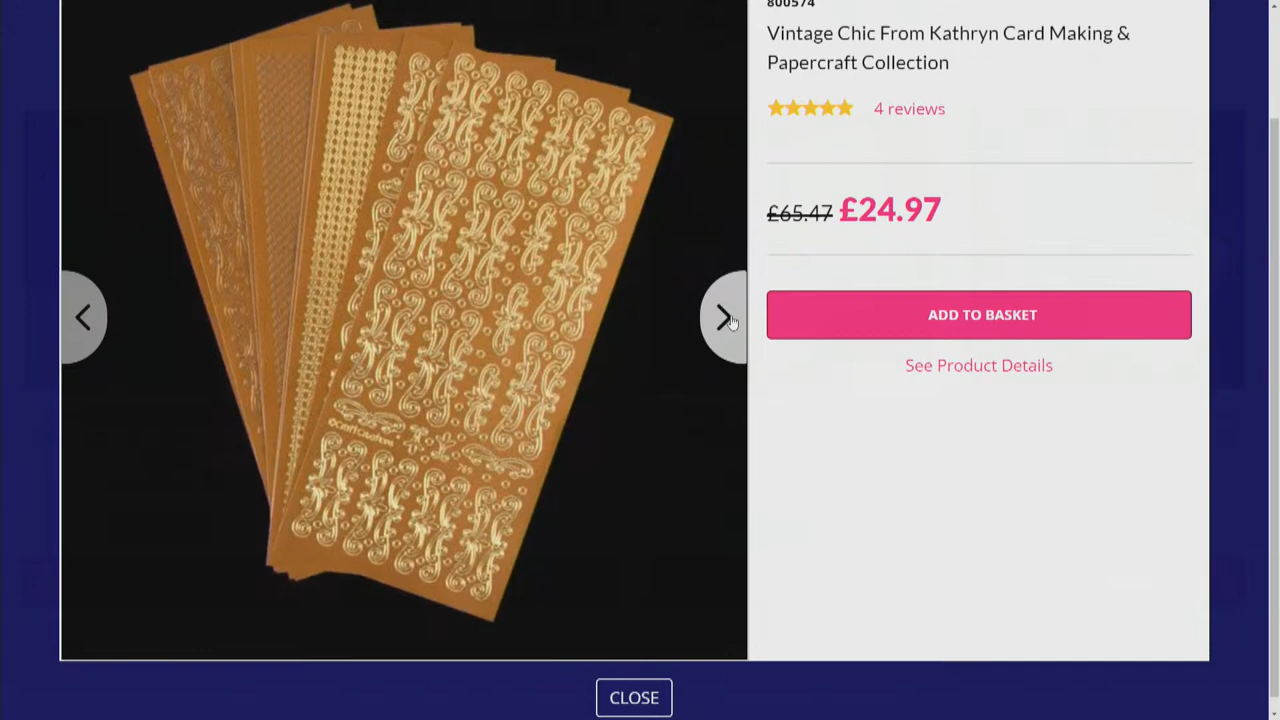 800574
Vintage Chic From Kathryn Card Making &
Papercraft Collection
4 reviews
£65.47 £24.97
ADD TO BASKET
See Product Details
CLOSE